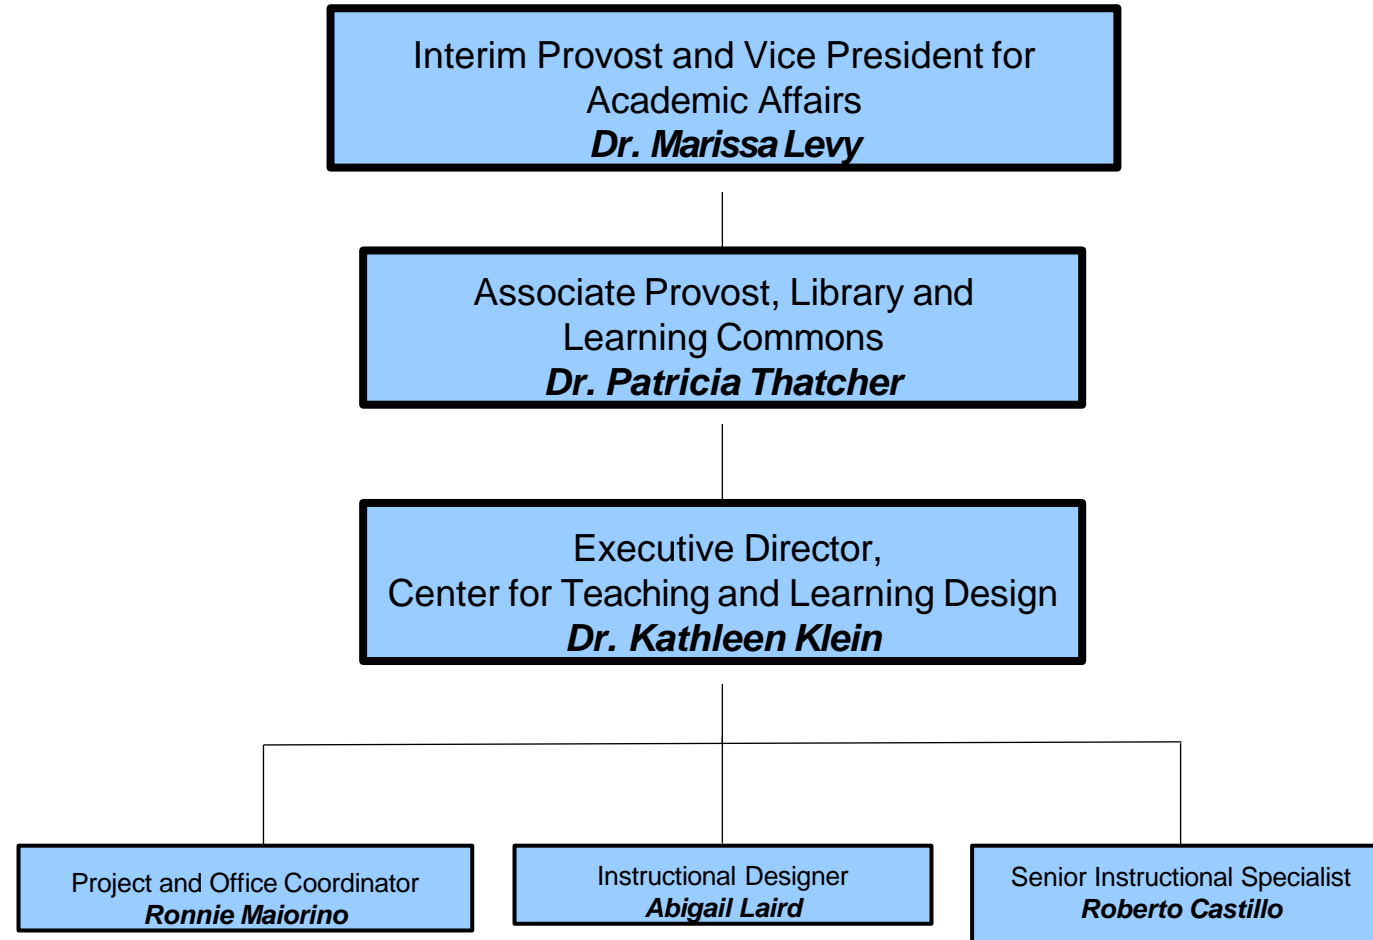 Interim Provost and Vice President for
Academic Affairs
Dr. Marissa Levy
Associate Provost, Library and
Learning Commons
Dr. Patricia Thatcher
Executive Director,
Center for Teaching and Learning Design
Dr. Kathleen Klein
Project and Office Coordinator
Ronnie Maiorino
Instructional Designer
Abigail Laird
Senior Instructional Specialist
Roberto Castillo